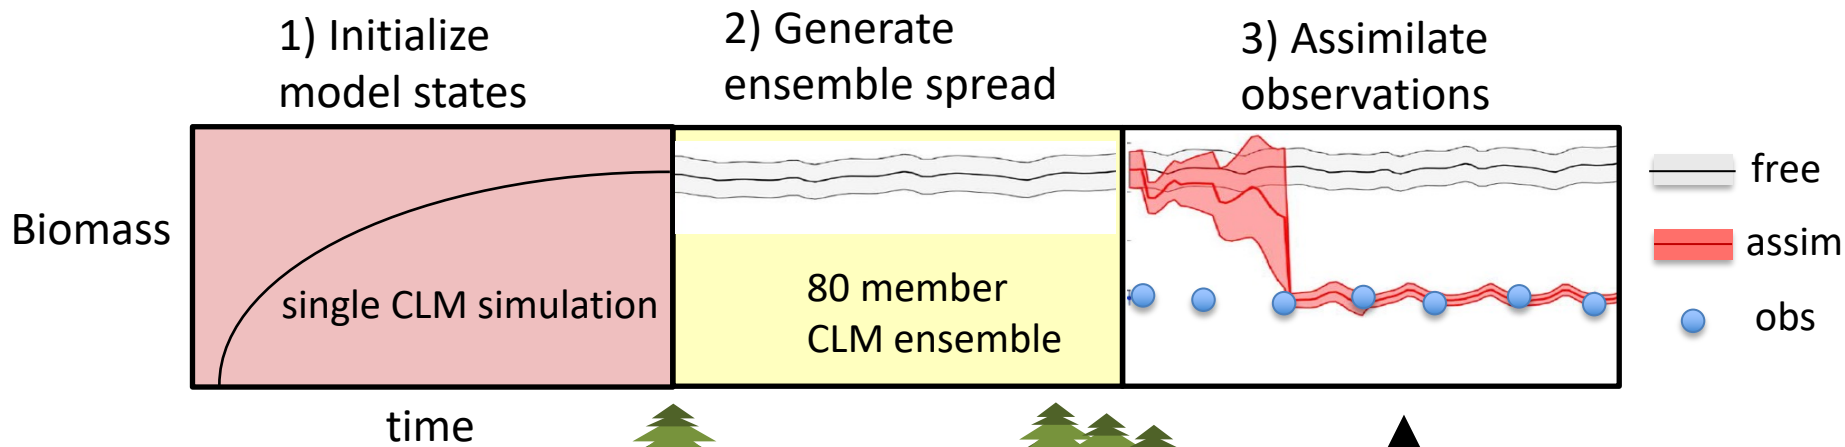 1) Initialize
model states
2) Generate
ensemble spread
3) Assimilate
observations
Biomass
single CLM simulation
80 member
CLM ensemble
free
assim
obs
time